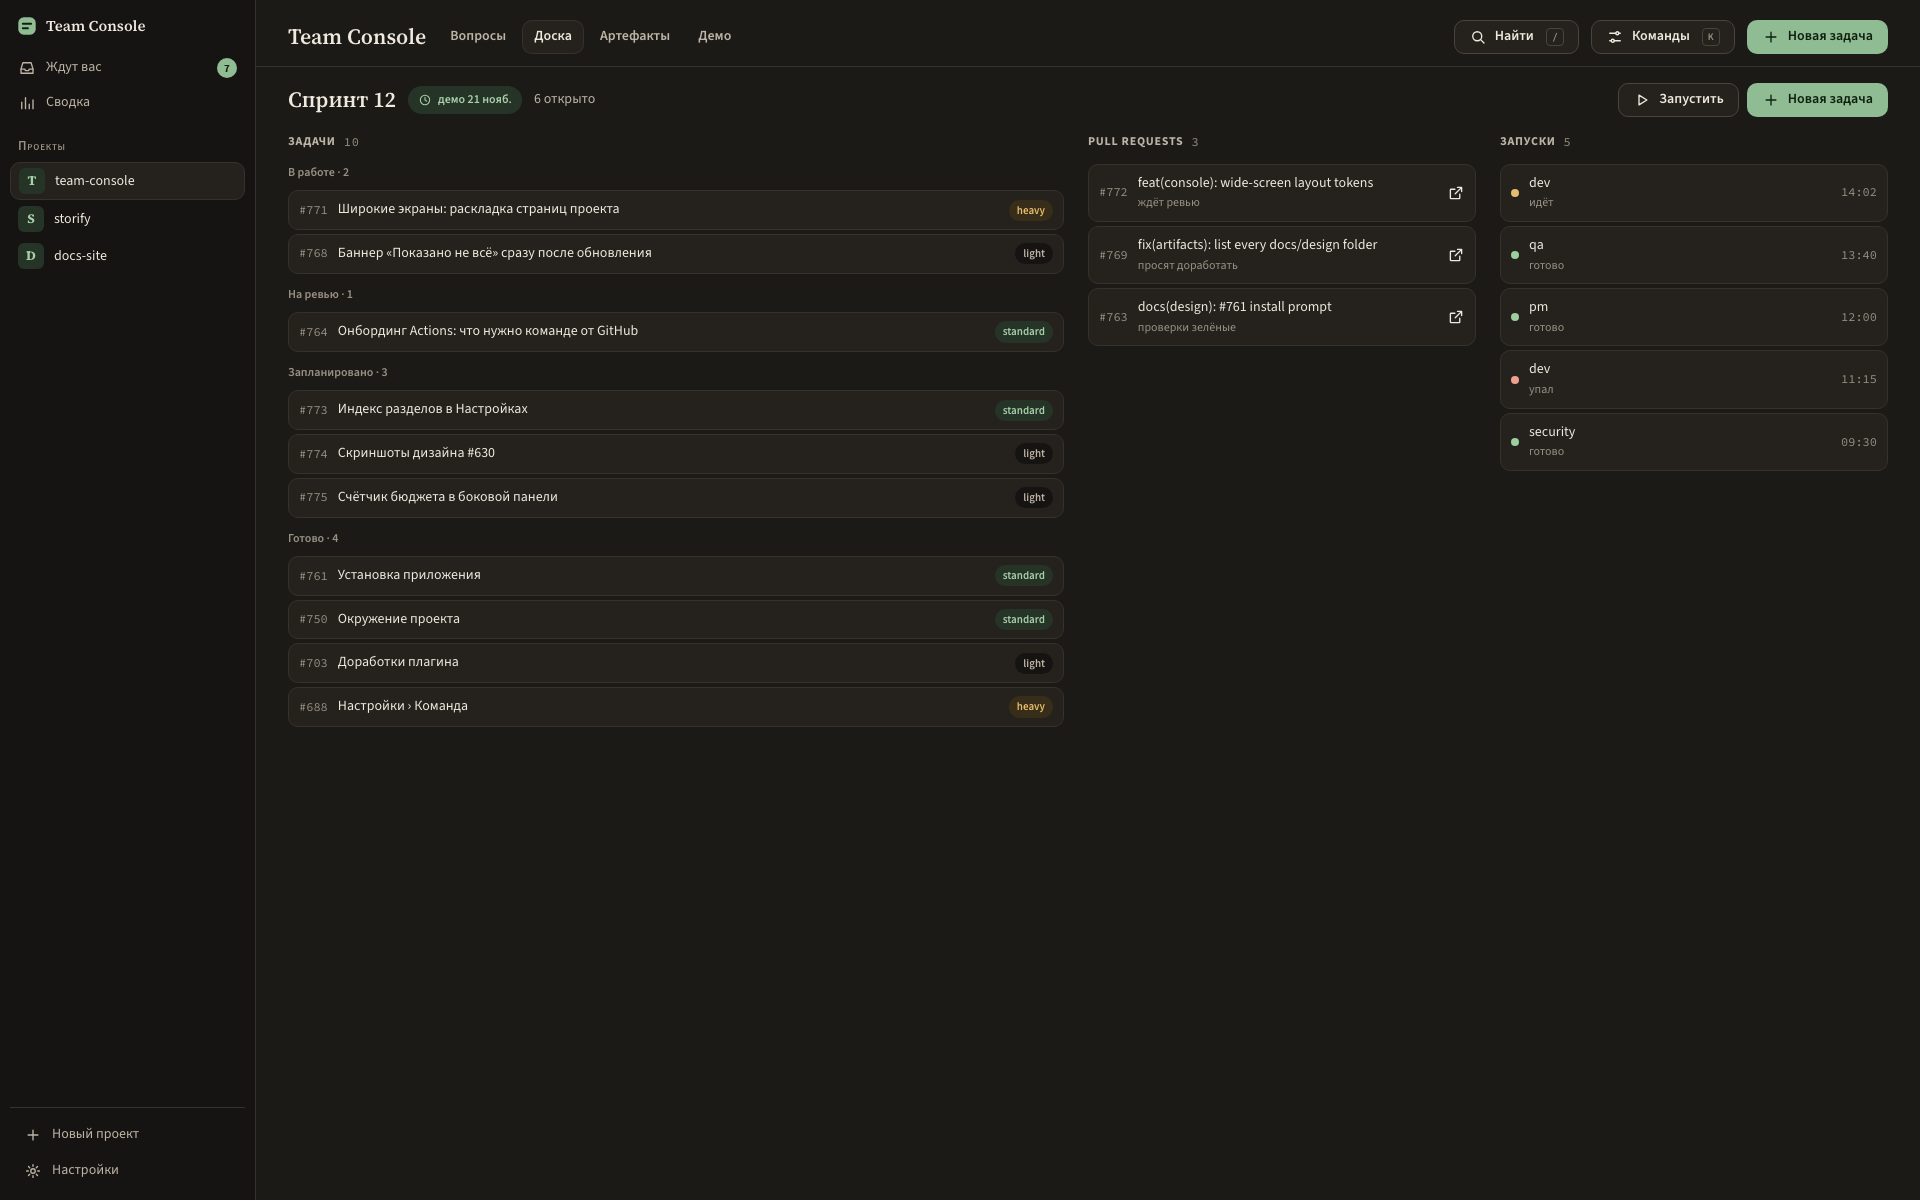 Team Console
Ждут вас 7
Сводка
Проекты
T team-console
S storify
D docs-site
Новый проект
Настройки
Team Console Вопросы Доска Артефакты Демо Найти / Команды K Новая задача
Спринт 12 демо 21 нояб. 6 открыто Запустить Новая задача
ЗАДАЧИ 10
В работе · 2
#771 Широкие экраны: раскладка страниц проекта heavy
#768 Баннер «Показано не всё» сразу после обновления light
На ревью · 1
#764 Онбординг Actions: что нужно команде от GitHub standard
Запланировано · 3
#773 Индекс разделов в Настройках standard
#774 Скриншоты дизайна #630 light
#775 Счётчик бюджета в боковой панели light
Готово · 4
#761 Установка приложения standard
#750 Окружение проекта standard
#703 Доработки плагина light
#688 Настройки › Команда heavy
PULL REQUESTS 3
#772 feat(console): wide-screen layout tokens
ждёт ревью
#769 fix(artifacts): list every docs/design folder
просят доработать
#763 docs(design): #761 install prompt
проверки зелёные
ЗАПУСКИ 5
dev 14:02
идёт
qa 13:40
готово
pm 12:00
готово
dev 11:15
упал
security 09:30
готово